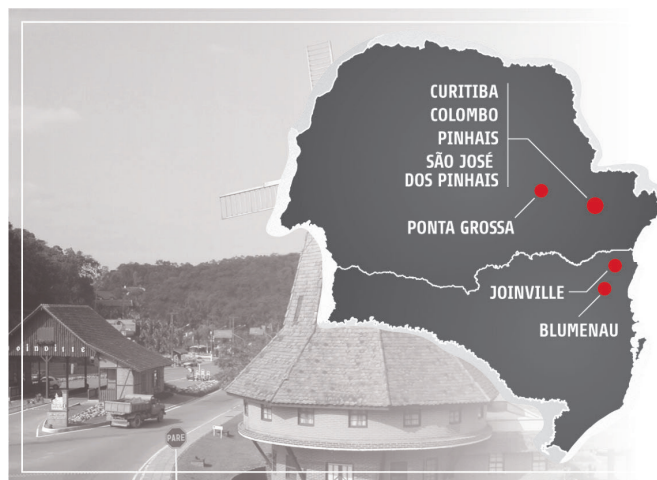 CURITIBA
COLOMBO
PINHAIS
SÃO JOSÉ
DOS PINHAIS
PONTA GROSSA
JOINVILLE
BLUMENAU
PARE